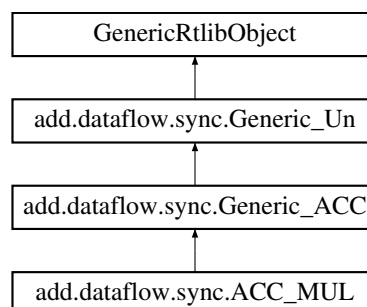 GenericRtlibObject
add.dataflow.sync.Generic_Un
add.dataflow.sync.Generic_ACC
add.dataflow.sync.ACC_MUL